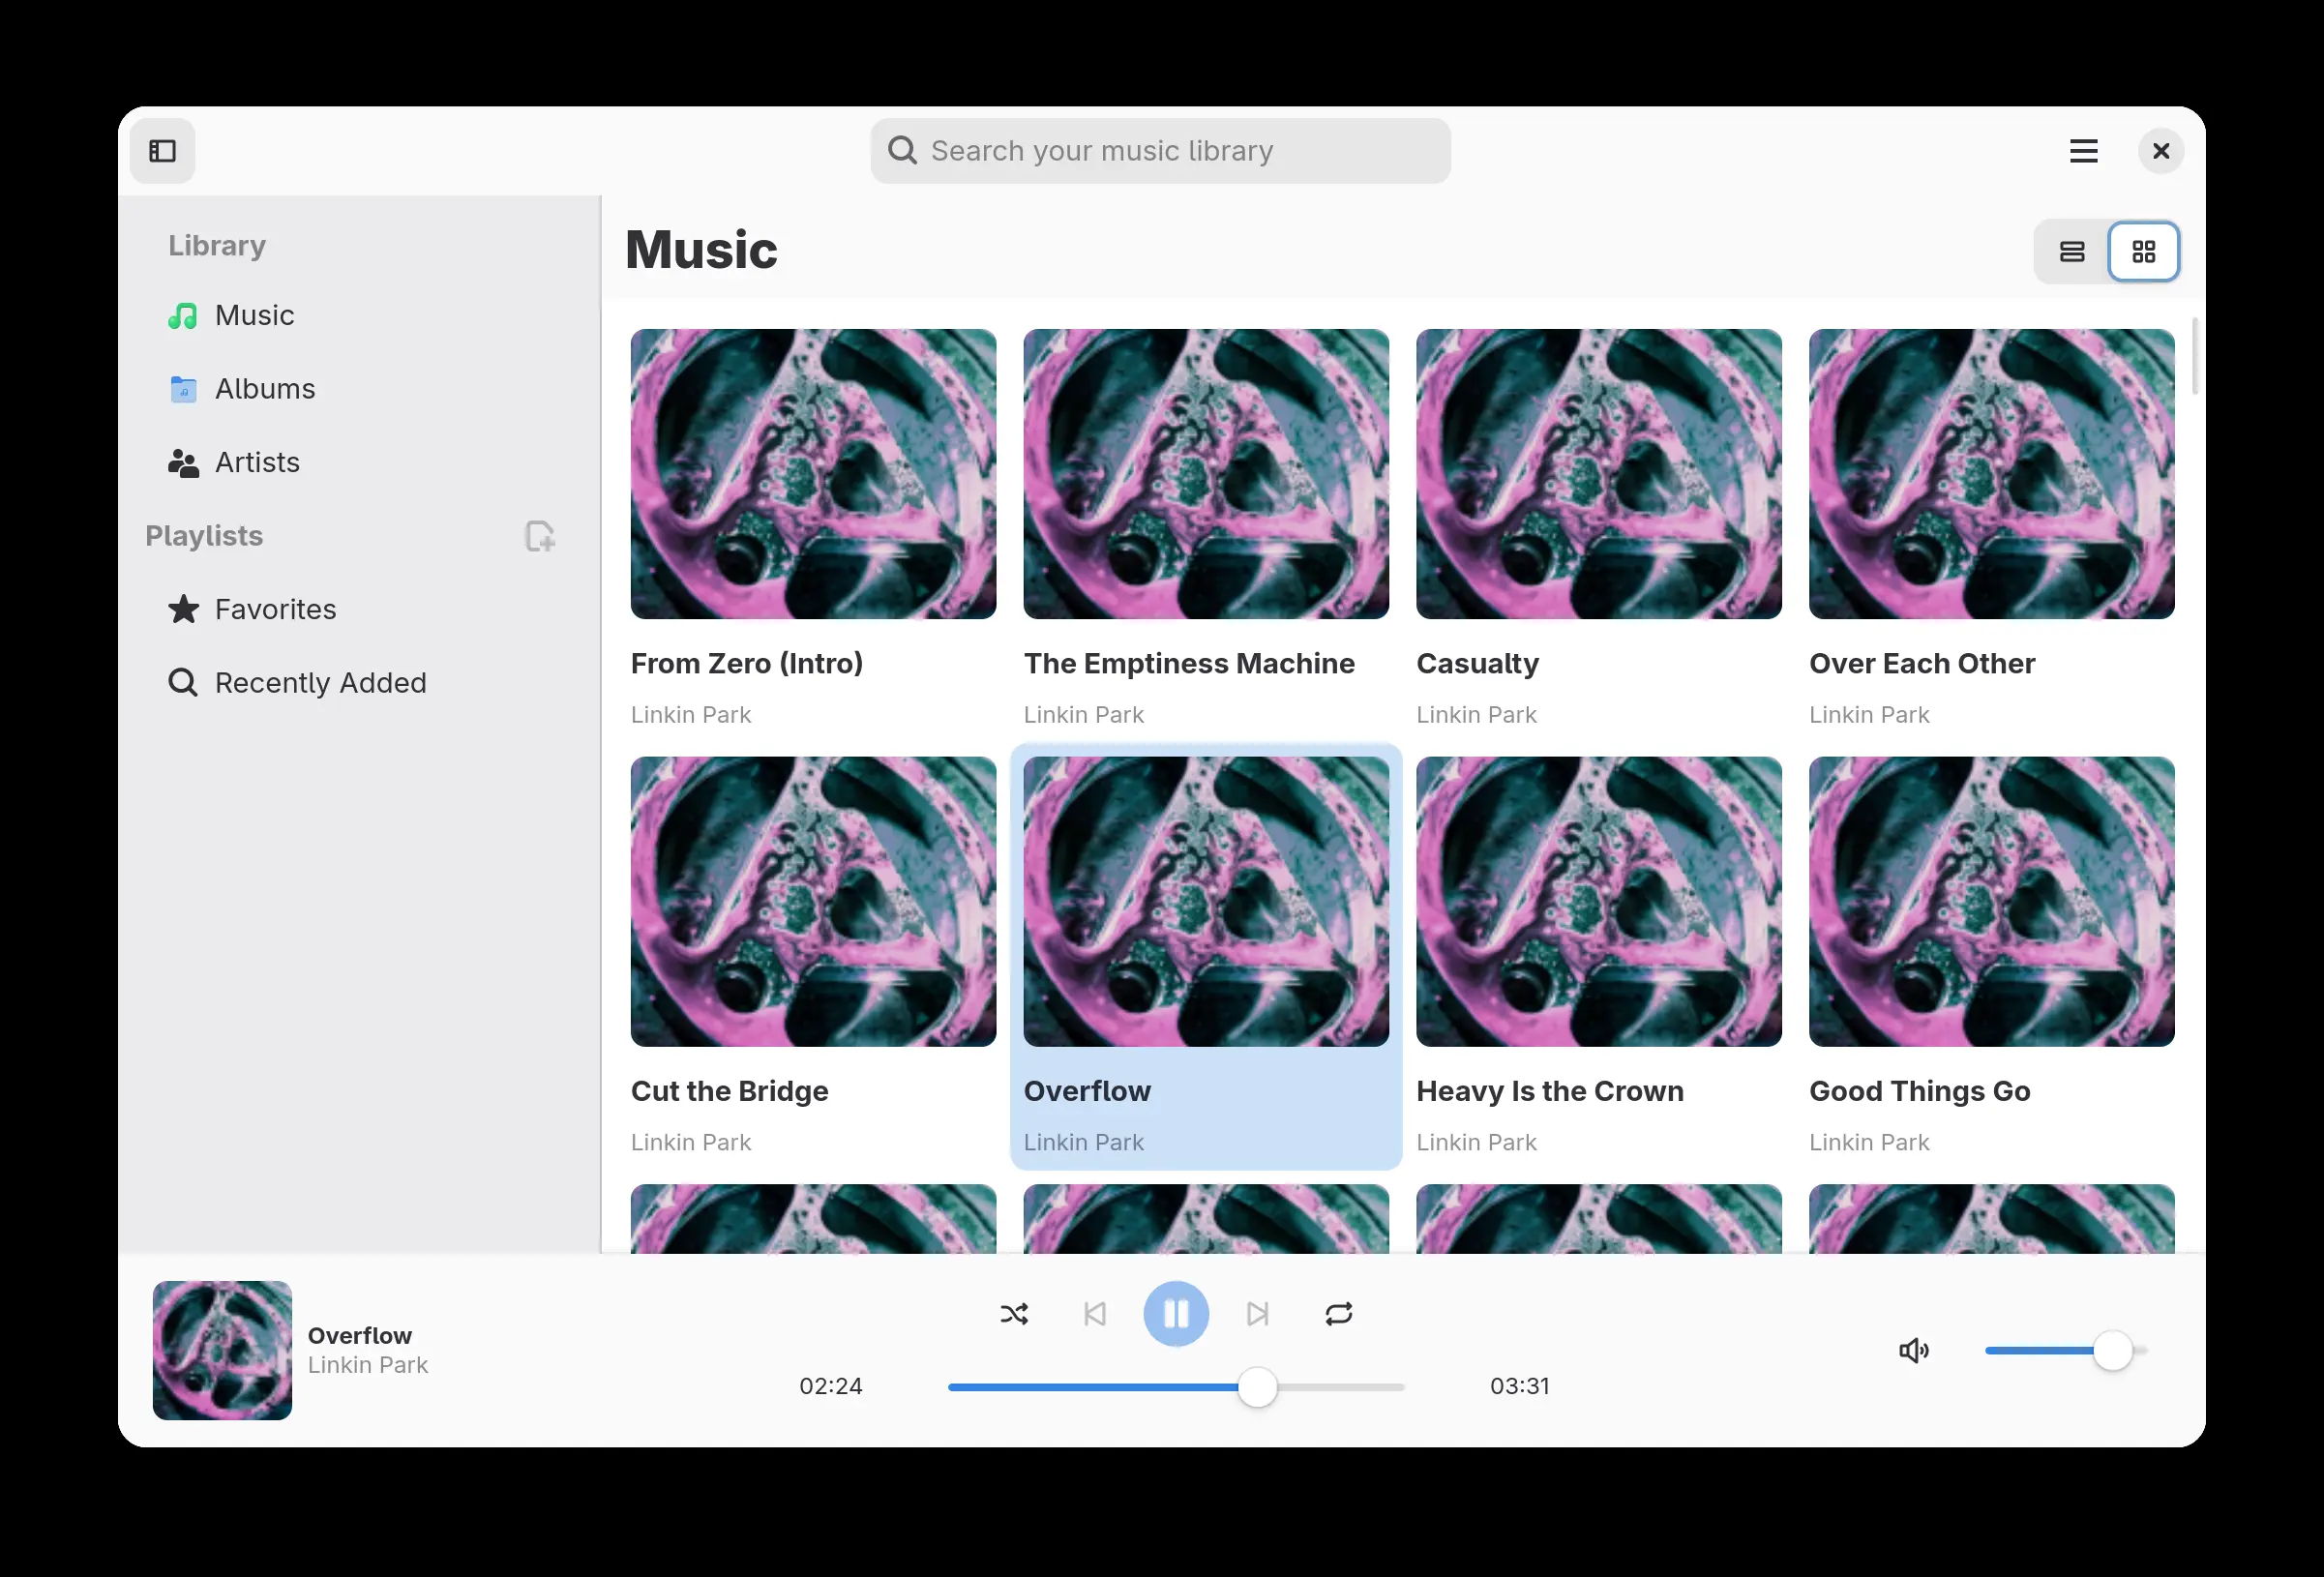 Search your music library
Library
Music
Albums
Artists
Playlists
Favorites
Recently Added
Music
From Zero (Intro)
Linkin Park
The Emptiness Machine
Linkin Park
Casualty
Linkin Park
Over Each Other
Linkin Park
Cut the Bridge
Linkin Park
Overflow
Linkin Park
Heavy Is the Crown
Linkin Park
Good Things Go
Linkin Park
Overflow
Linkin Park
02:24
03:31